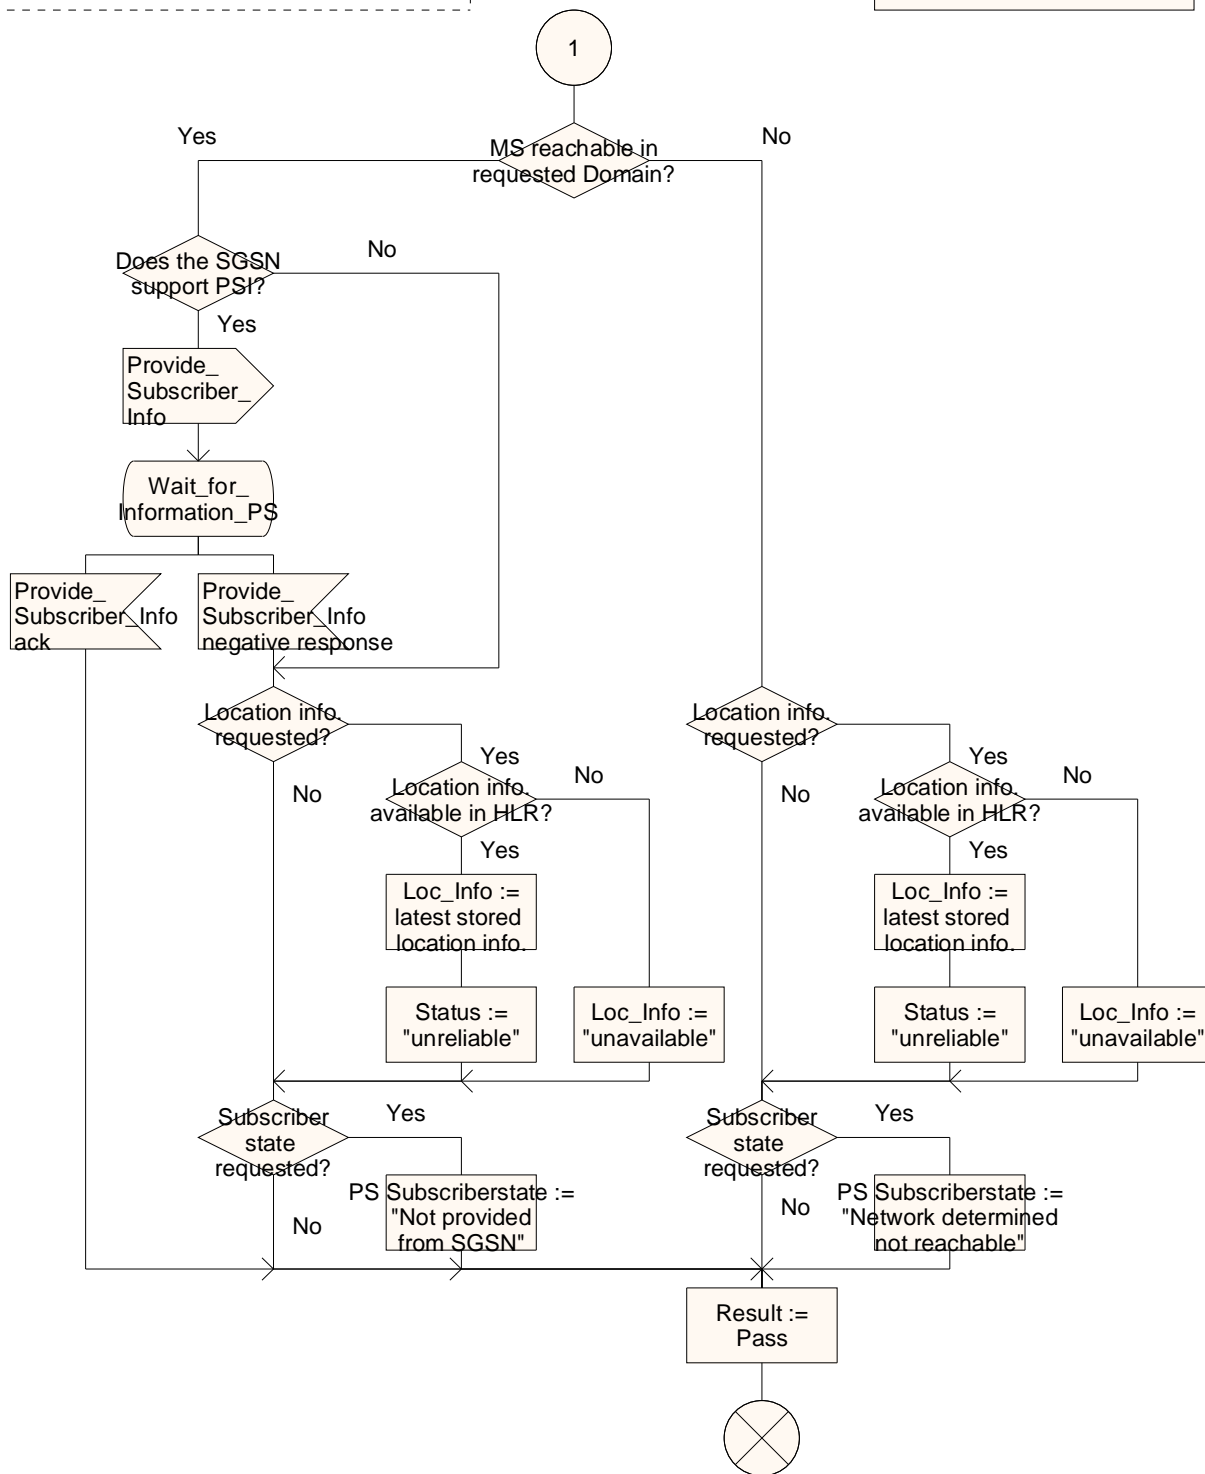 1
Yes
MS reachable in
requested Domain?
No
Does the SGSN
support PSI?
No
Yes
Provide_
Subscriber_
Info
Wait_for_
Information_PS
Provide_
Subscriber_Info
ack
Provide_
Subscriber_Info
negative response
Location info.
requested?
Yes
No
Location info.
available in HLR?
No
Yes
Loc_Info :=
latest stored
location info.
Status :=
"unreliable"
Loc_Info :=
"unavailable"
Location info.
requested?
Yes
No
Location info.
available in HLR?
No
Yes
Loc_Info :=
latest stored
location info.
Status :=
"unreliable"
Loc_Info :=
"unavailable"
Subscriber
state
requested?
Yes
No
PS Subscriberstate :=
"Not provided
from SGSN"
Subscriber
state
requested?
Yes
No
PS Subscriberstate :=
"Network determined
not reachable"
Result :=
Pass